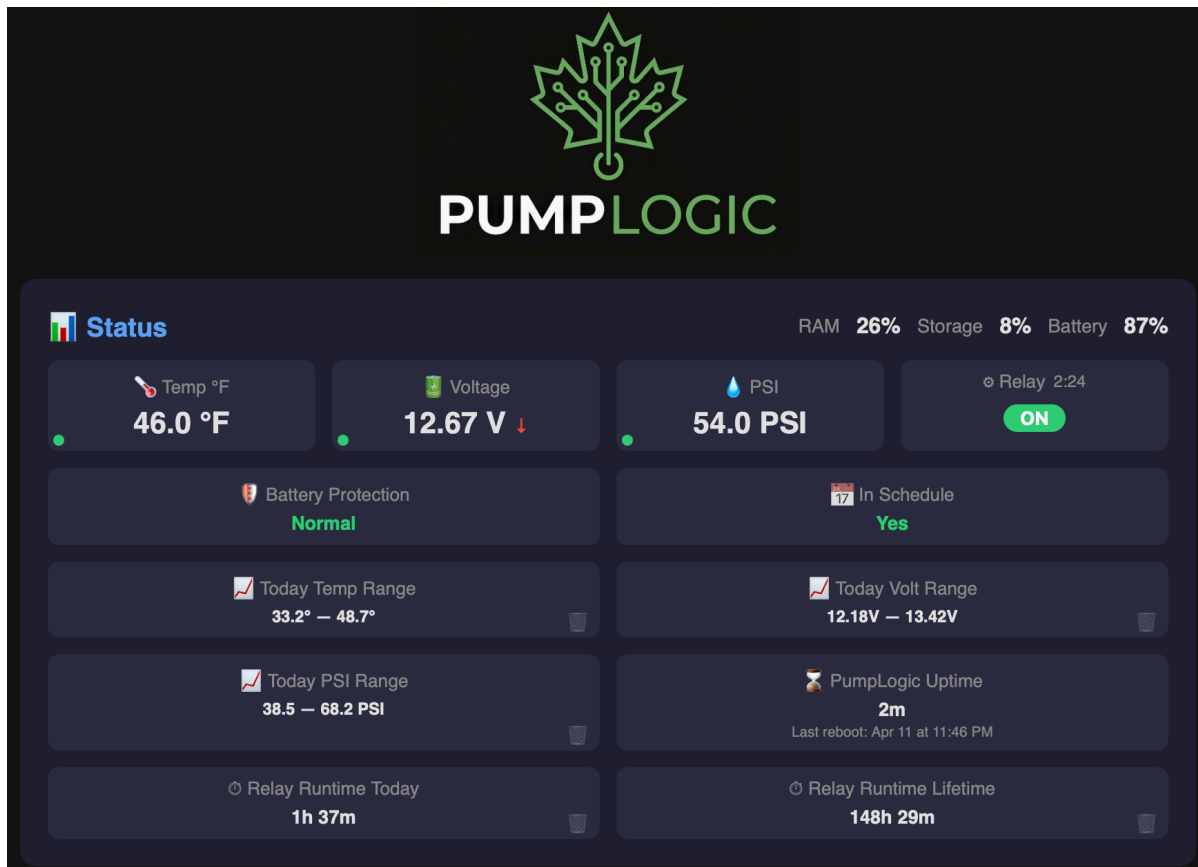 PUMPLOGIC
Status
RAM 26% Storage 8% Battery 87%
Temp °F
46.0 °F
Voltage
12.67 V ↓
PSI
54.0 PSI
Relay 2:24
ON
Battery Protection
Normal
17
In Schedule
Yes
Today Temp Range
33.2° — 48.7°
Today Volt Range
12.18V — 13.42V
Today PSI Range
38.5 — 68.2 PSI
PumpLogic Uptime
2m
Last reboot: Apr 11 at 11:46 PM
Relay Runtime Today
1h 37m
Relay Runtime Lifetime
148h 29m